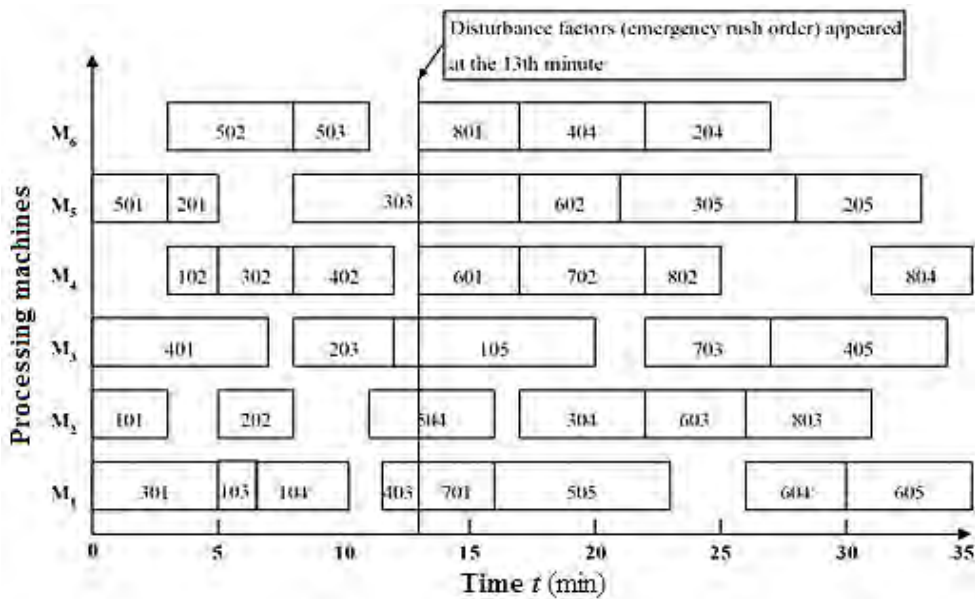 Disturbance factors (emergency rush order) appeared
at the 13th minute
M6 502 503 801 404 204
M5 501 201 303 602 305 205
M4 102 302 402 601 702 802 804
M3 401 203 105 703 405
M2 101 202 504 304 603 803
M1 301 103 104 403 701 505 604 605
Processing machines
0 5 10 15 20 25 30 35
Time t (min)